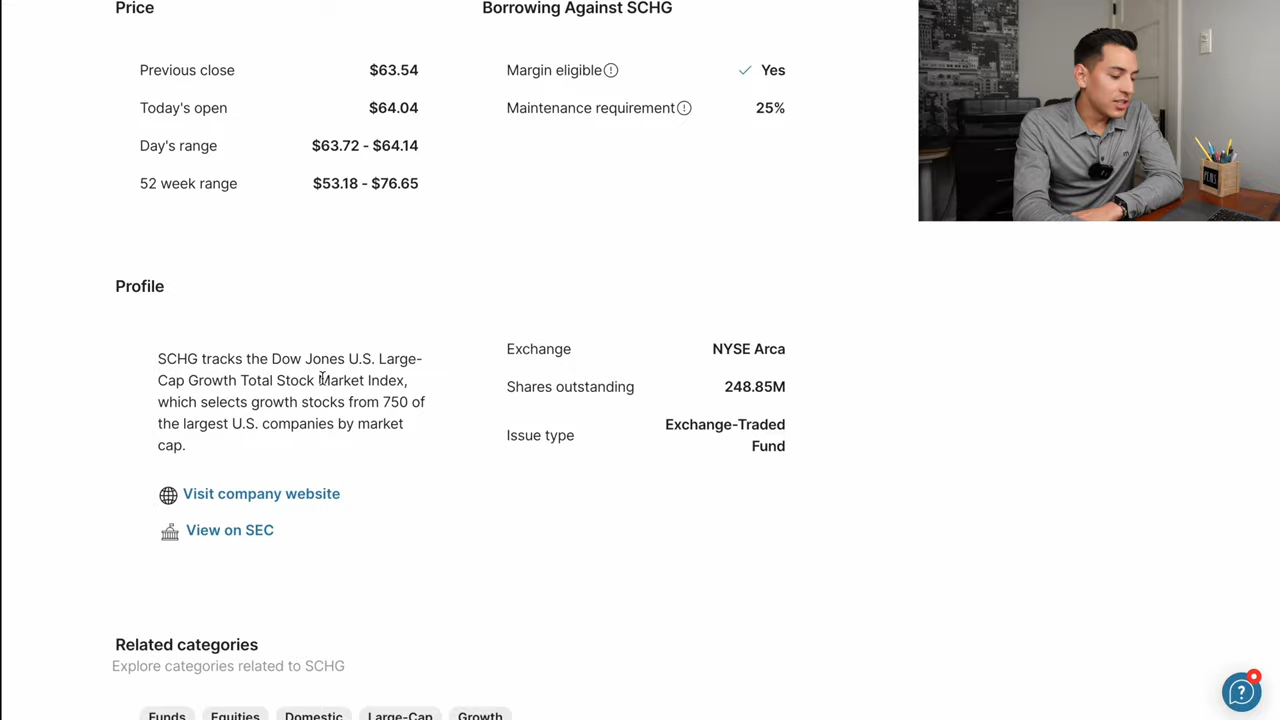 Price
Previous close $63.54
Today's open $64.04
Day's range $63.72 - $64.14
52 week range $53.18 - $76.65
Borrowing Against SCHG
Margin eligible Yes
Maintenance requirement 25%
Profile
SCHG tracks the Dow Jones U.S. Large-
Cap Growth Total Stock Market Index,
which selects growth stocks from 750 of
the largest U.S. companies by market
cap.
Visit company website
View on SEC
Exchange NYSE Arca
Shares outstanding 248.85M
Issue type Exchange-Traded
Fund
Related categories
Explore categories related to SCHG
Funds Equities Domestic Large-Cap Growth